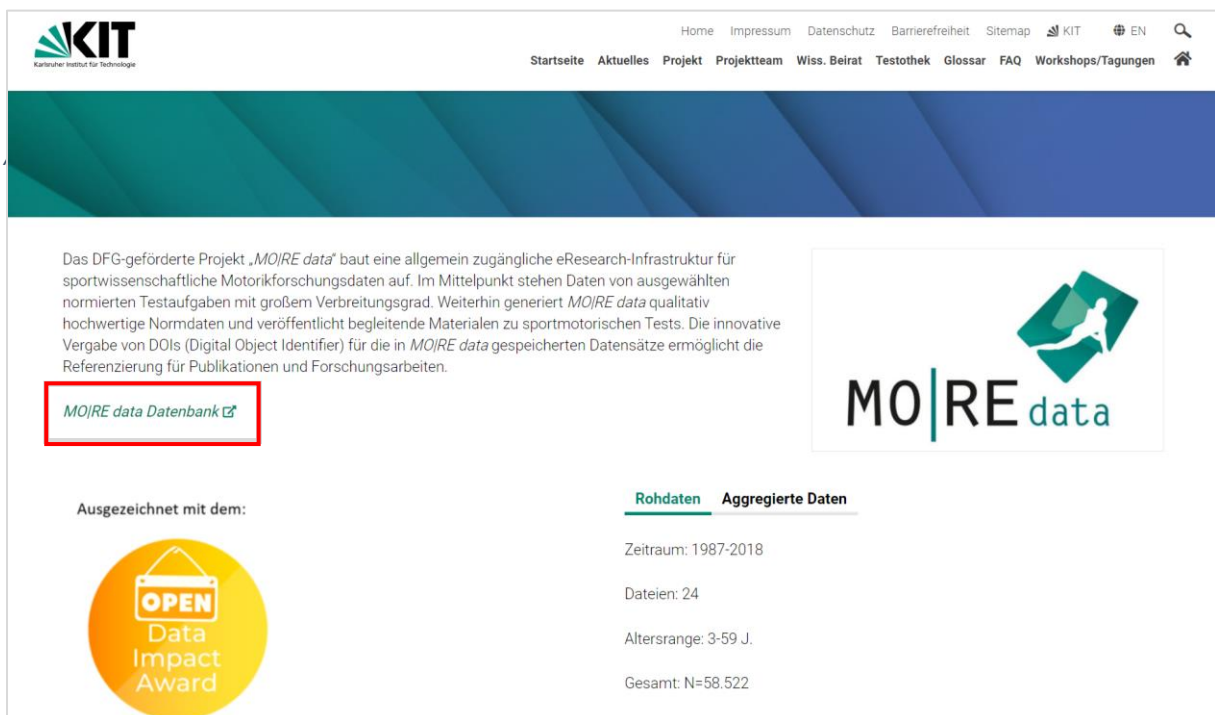 KIT
Karlsruher Institut für Technologie
Home Impressum Datenschutz Barrierefreiheit Sitemap KIT EN
Startseite Aktuelles Projekt Projektteam Wiss. Beirat Testothek Glossar FAQ Workshops/Tagungen
Das DFG-geförderte Projekt „MO|RE data“ baut eine allgemein zugängliche eResearch-Infrastruktur für
sportwissenschaftliche Motorikforschungsdaten auf. Im Mittelpunkt stehen Daten von ausgewählten
normierten Testaufgaben mit großem Verbreitungsgrad. Weiterhin generiert MO|RE data qualitativ
hochwertige Normdaten und veröffentlicht begleitende Materialen zu sportmotorischen Tests. Die innovative
Vergabe von DOIs (Digital Object Identifier) für die in MO|RE data gespeicherten Datensätze ermöglicht die
Referenzierung für Publikationen und Forschungsarbeiten.
MO|RE data Datenbank
MO|RE data
Ausgezeichnet mit dem:
OPEN
Data
Impact
Award
Rohdaten Aggregierte Daten
Zeitraum: 1987-2018
Dateien: 24
Altersrange: 3-59 J.
Gesamt: N=58.522